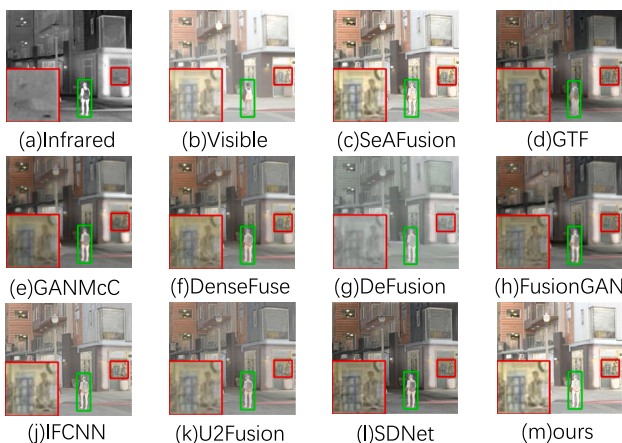 (a)Infrared
(b)Visible
(c)SeAFusion
(d)GTF
(e)GANMcC
(f)DenseFuse
(g)DeFusion
(h)FusionGAN
(j)IFCNN
(k)U2Fusion
(l)SDNet
(m)ours